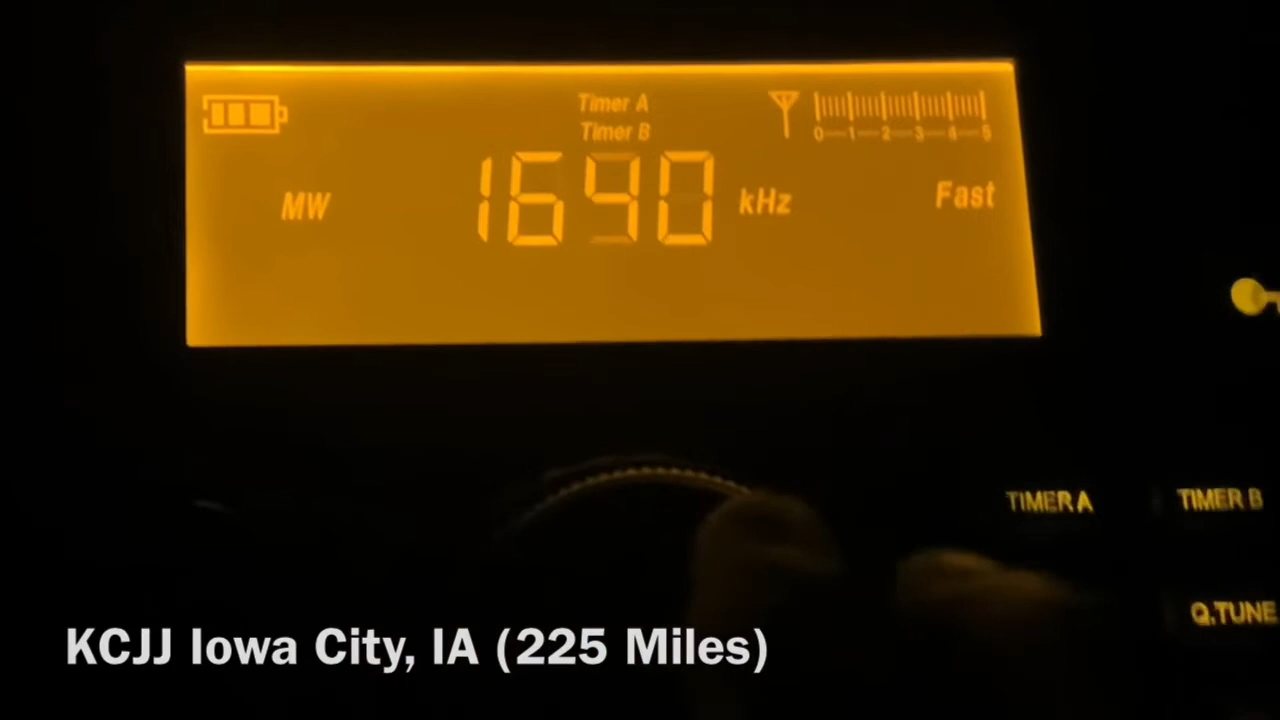 Timer A
Timer B
0 1 2 3 4 5
MW 1690 kHz Fast
TIMER A TIMER B
Q.TUNE
KCJJ Iowa City, IA (225 Miles)